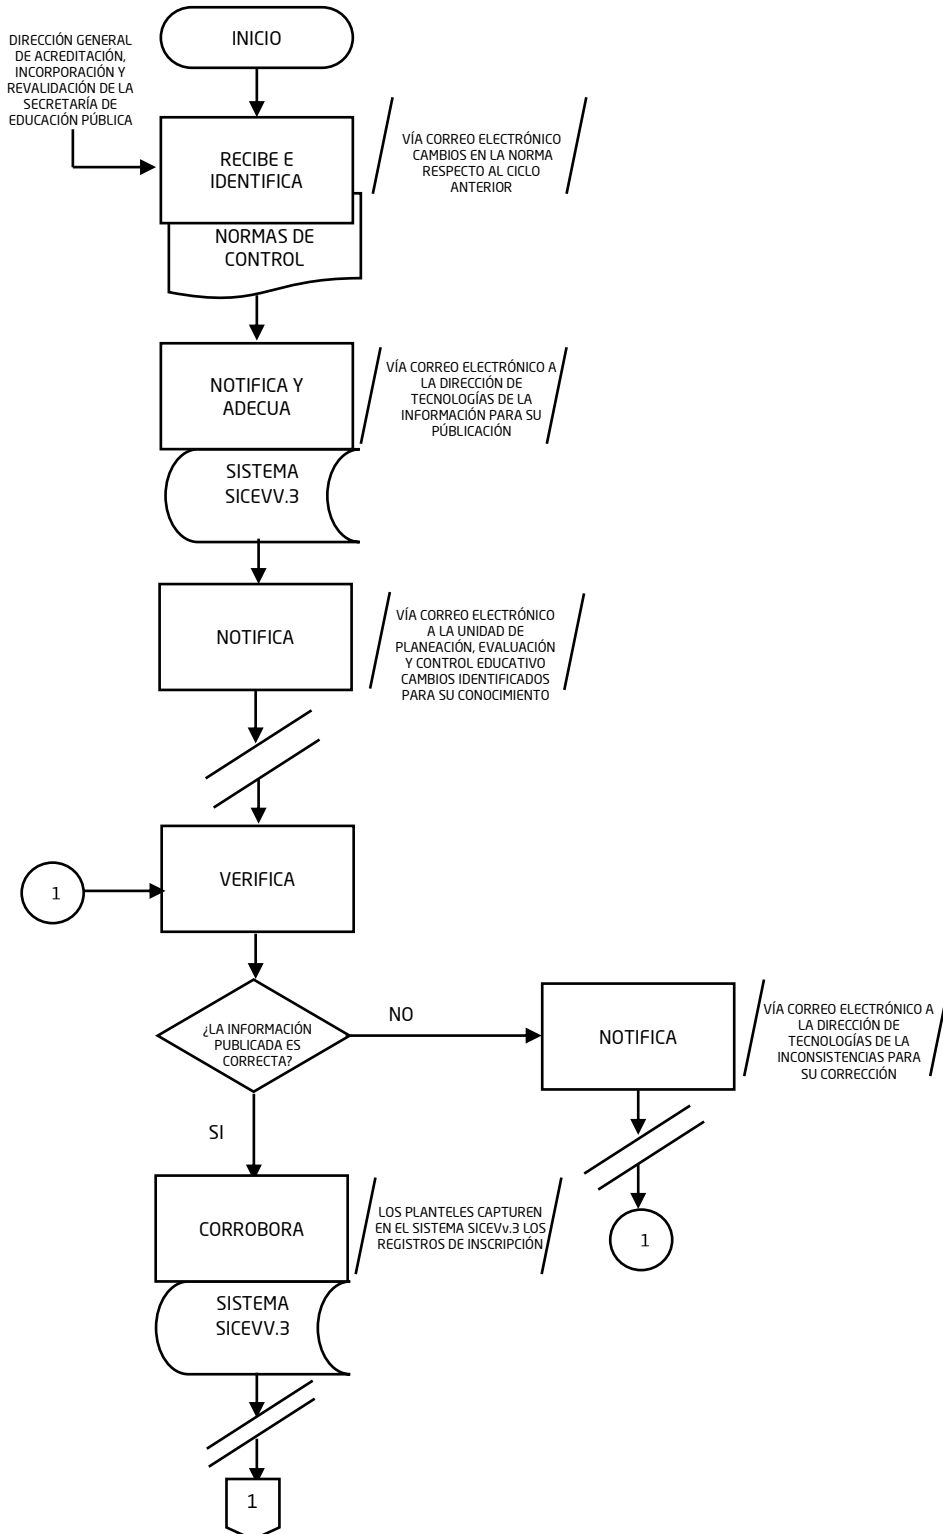 INICIO
DIRECCIÓN GENERAL
DE ACREDITACIÓN,
INCORPORACIÓN Y
REVALIDACIÓN DE LA
SECRETARÍA DE
EDUCACIÓN PÚBLICA
RECIBE E
IDENTIFICA
VÍA CORREO ELECTRÓNICO
CAMBIOS EN LA NORMA
RESPECTO AL CICLO
ANTERIOR
NORMAS DE
CONTROL
NOTIFICA Y
ADECUA
VÍA CORREO ELECTRÓNICO A
LA DIRECCIÓN DE
TECNOLOGÍAS DE LA
INFORMACIÓN PARA SU
PÚBLICACIÓN
SISTEMA
SICEVV.3
NOTIFICA
VÍA CORREO ELECTRÓNICO
A LA UNIDAD DE
PLANEACIÓN, EVALUACIÓN
Y CONTROL EDUCATIVO
CAMBIOS IDENTIFICADOS
PARA SU CONOCIMIENTO
VERIFICA
1
¿LA INFORMACIÓN
PUBLICADA ES
CORRECTA?
NO
NOTIFICA
VÍA CORREO ELECTRÓNICO A
LA DIRECCIÓN DE
TECNOLOGÍAS DE LA
INCONSISTENCIAS PARA
SU CORRECCIÓN
1
SI
CORROBORA
LOS PLANTELES CAPTUREN
EN EL SISTEMA SICEVv.3 LOS
REGISTROS DE INSCRIPCIÓN
SISTEMA
SICEVV.3
1